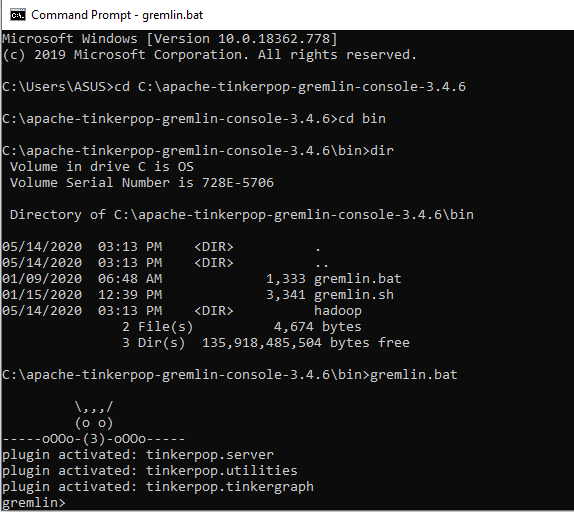 Command Prompt - gremlin.bat
Microsoft Windows [Version 10.0.18362.778]
(c) 2019 Microsoft Corporation. All rights reserved.
C:\Users\ASUS>cd C:\apache-tinkerpop-gremlin-console-3.4.6
C:\apache-tinkerpop-gremlin-console-3.4.6>cd bin
C:\apache-tinkerpop-gremlin-console-3.4.6\bin>dir
 Volume in drive C is OS
 Volume Serial Number is 728E-5706
 Directory of C:\apache-tinkerpop-gremlin-console-3.4.6\bin
05/14/2020  03:13 PM    <DIR>          .
05/14/2020  03:13 PM    <DIR>          ..
01/09/2020  06:48 AM             1,333 gremlin.bat
01/15/2020  12:39 PM             3,341 gremlin.sh
05/14/2020  03:13 PM    <DIR>          hadoop
               2 File(s)          4,674 bytes
               3 Dir(s)  135,918,485,504 bytes free
C:\apache-tinkerpop-gremlin-console-3.4.6\bin>gremlin.bat
         \,,,/
         (o o)
-----oOOo-(3)-oOOo-----
plugin activated: tinkerpop.server
plugin activated: tinkerpop.utilities
plugin activated: tinkerpop.tinkergraph
gremlin>